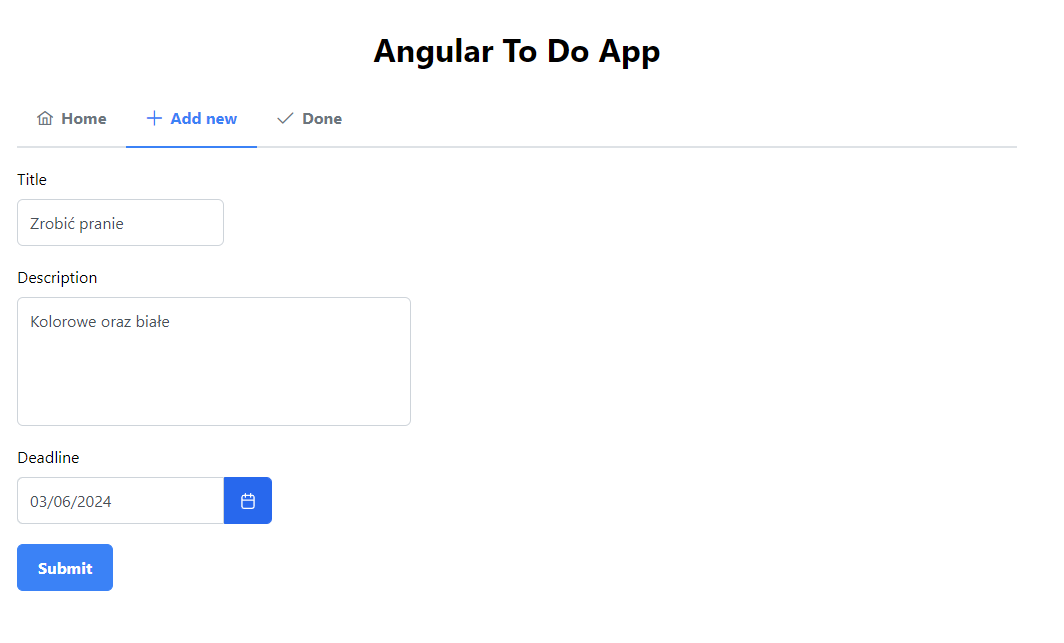 Angular To Do App
Home Add new Done
Title
Zrobić pranie
Description
Kolorowe oraz białe
Deadline
03/06/2024
Submit